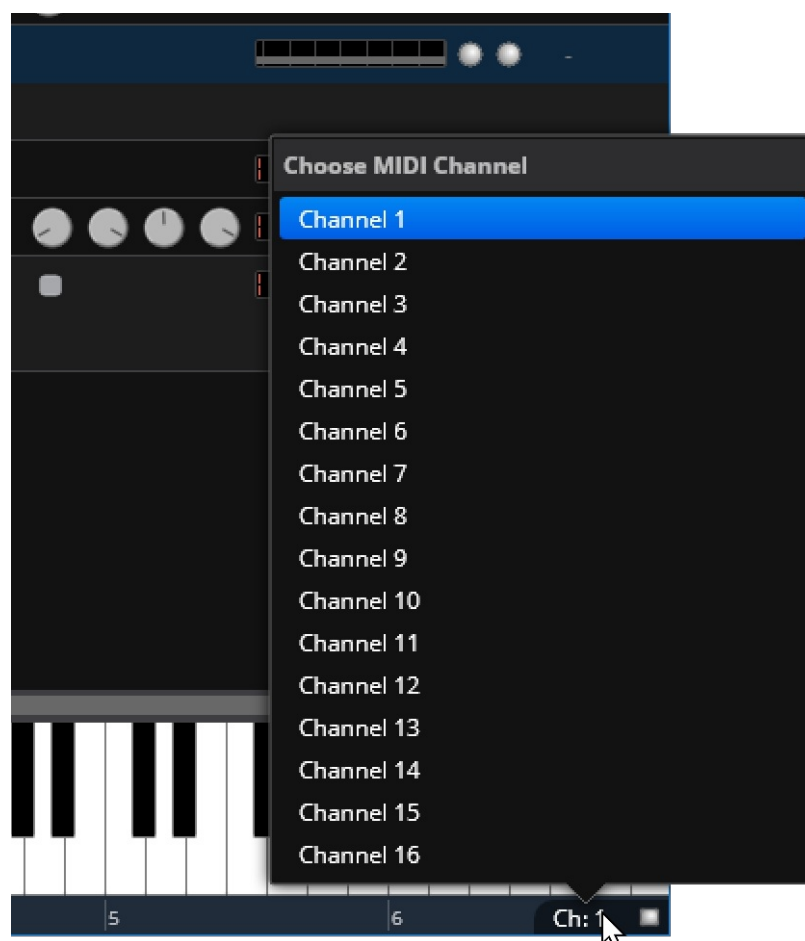 -
Choose MIDI Channel
Channel 1
Channel 2
Channel 3
Channel 4
Channel 5
Channel 6
Channel 7
Channel 8
Channel 9
Channel 10
Channel 11
Channel 12
Channel 13
Channel 14
Channel 15
Channel 16
5 6 Ch: 1